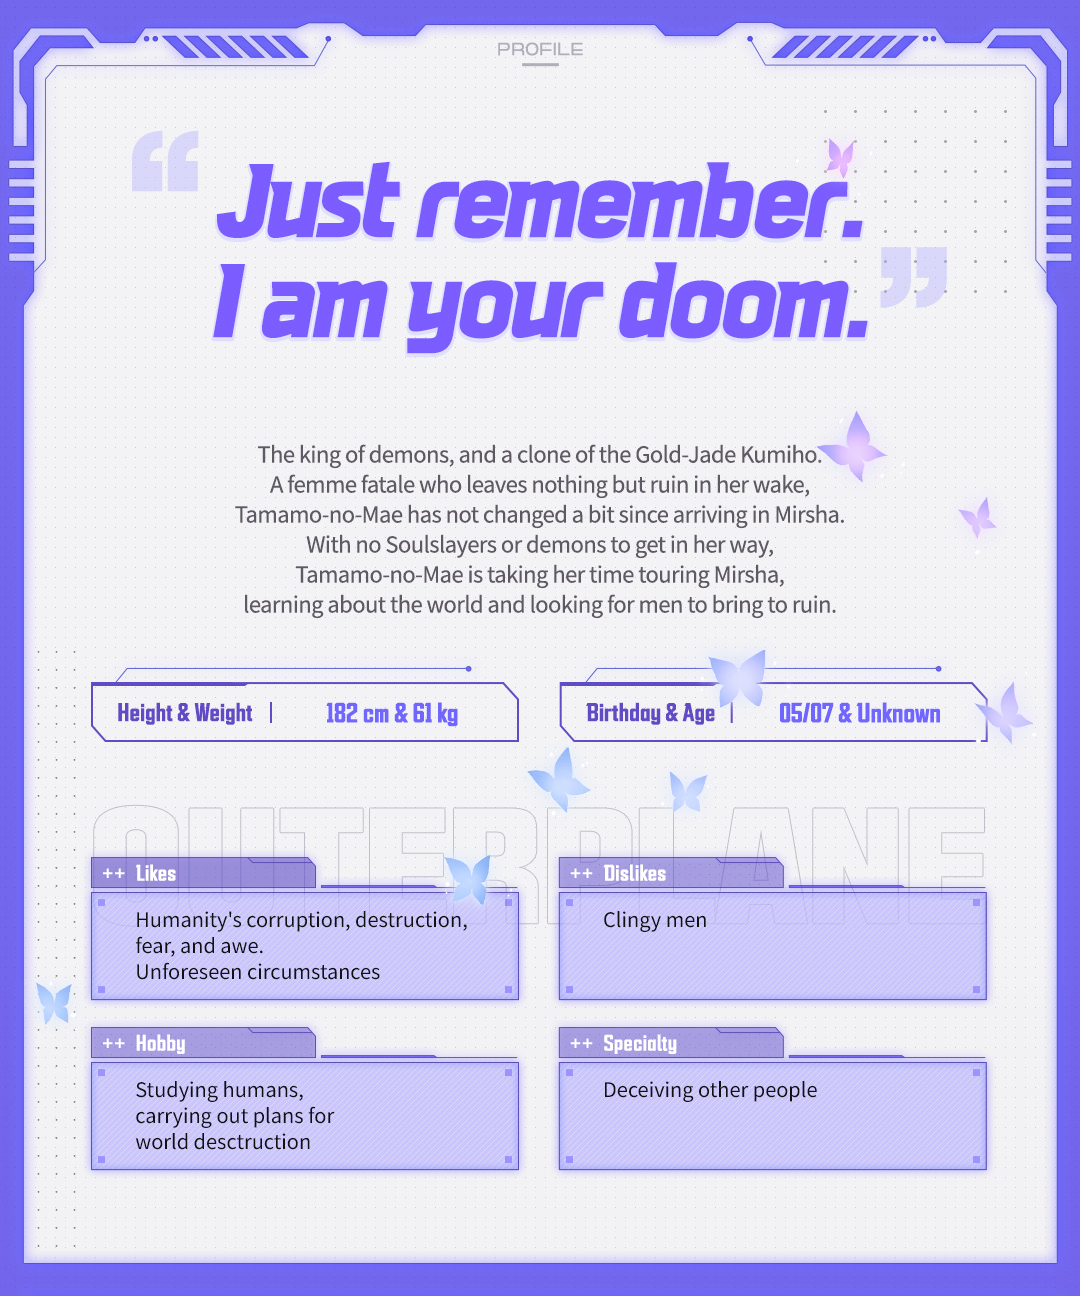 PROFILE
“
Just remember.
I am your doom.
”
The king of demons, and a clone of the Gold-Jade Kumiho.
A femme fatale who leaves nothing but ruin in her wake,
Tamamo-no-Mae has not changed a bit since arriving in Mirsha.
With no Soulslayers or demons to get in her way,
Tamamo-no-Mae is taking her time touring Mirsha,
learning about the world and looking for men to bring to ruin.
Height & Weight | 182 cm & 61 kg
Birthday & Age | 05/07 & Unknown
OUTERPLANE
++ Likes
Humanity's corruption, destruction,
fear, and awe.
Unforeseen circumstances
++ Dislikes
Clingy men
++ Hobby
Studying humans,
carrying out plans for
world desctruction
++ Specialty
Deceiving other people